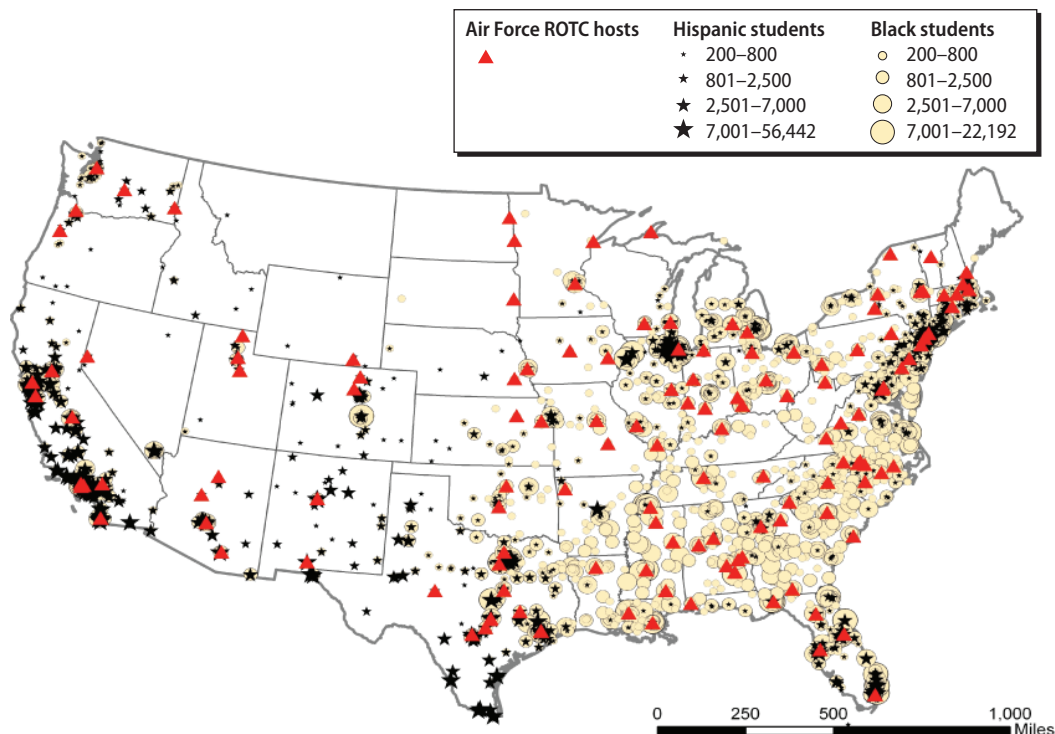 Air Force ROTC hosts
Hispanic students
200–800
801–2,500
2,501–7,000
7,001–56,442
Black students
200–800
801–2,500
2,501–7,000
7,001–22,192
0 250 500 1,000
Miles